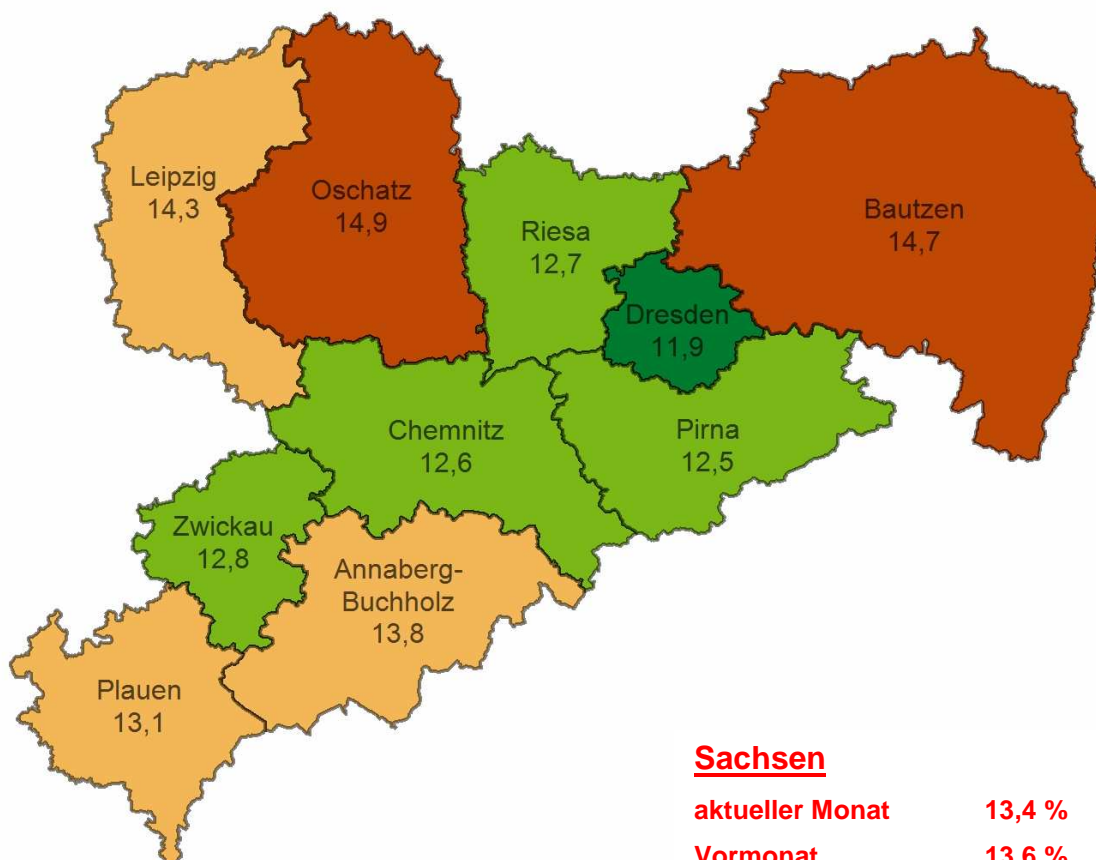 Leipzig
14,3
Oschatz
14,9
Riesa
12,7
Bautzen
14,7
Dresden
11,9
Chemnitz
12,6
Pirna
12,5
Zwickau
12,8
Annaberg-
Buchholz
13,8
Plauen
13,1
Sachsen
aktueller Monat 13,4 %
Vormonat 13,6 %